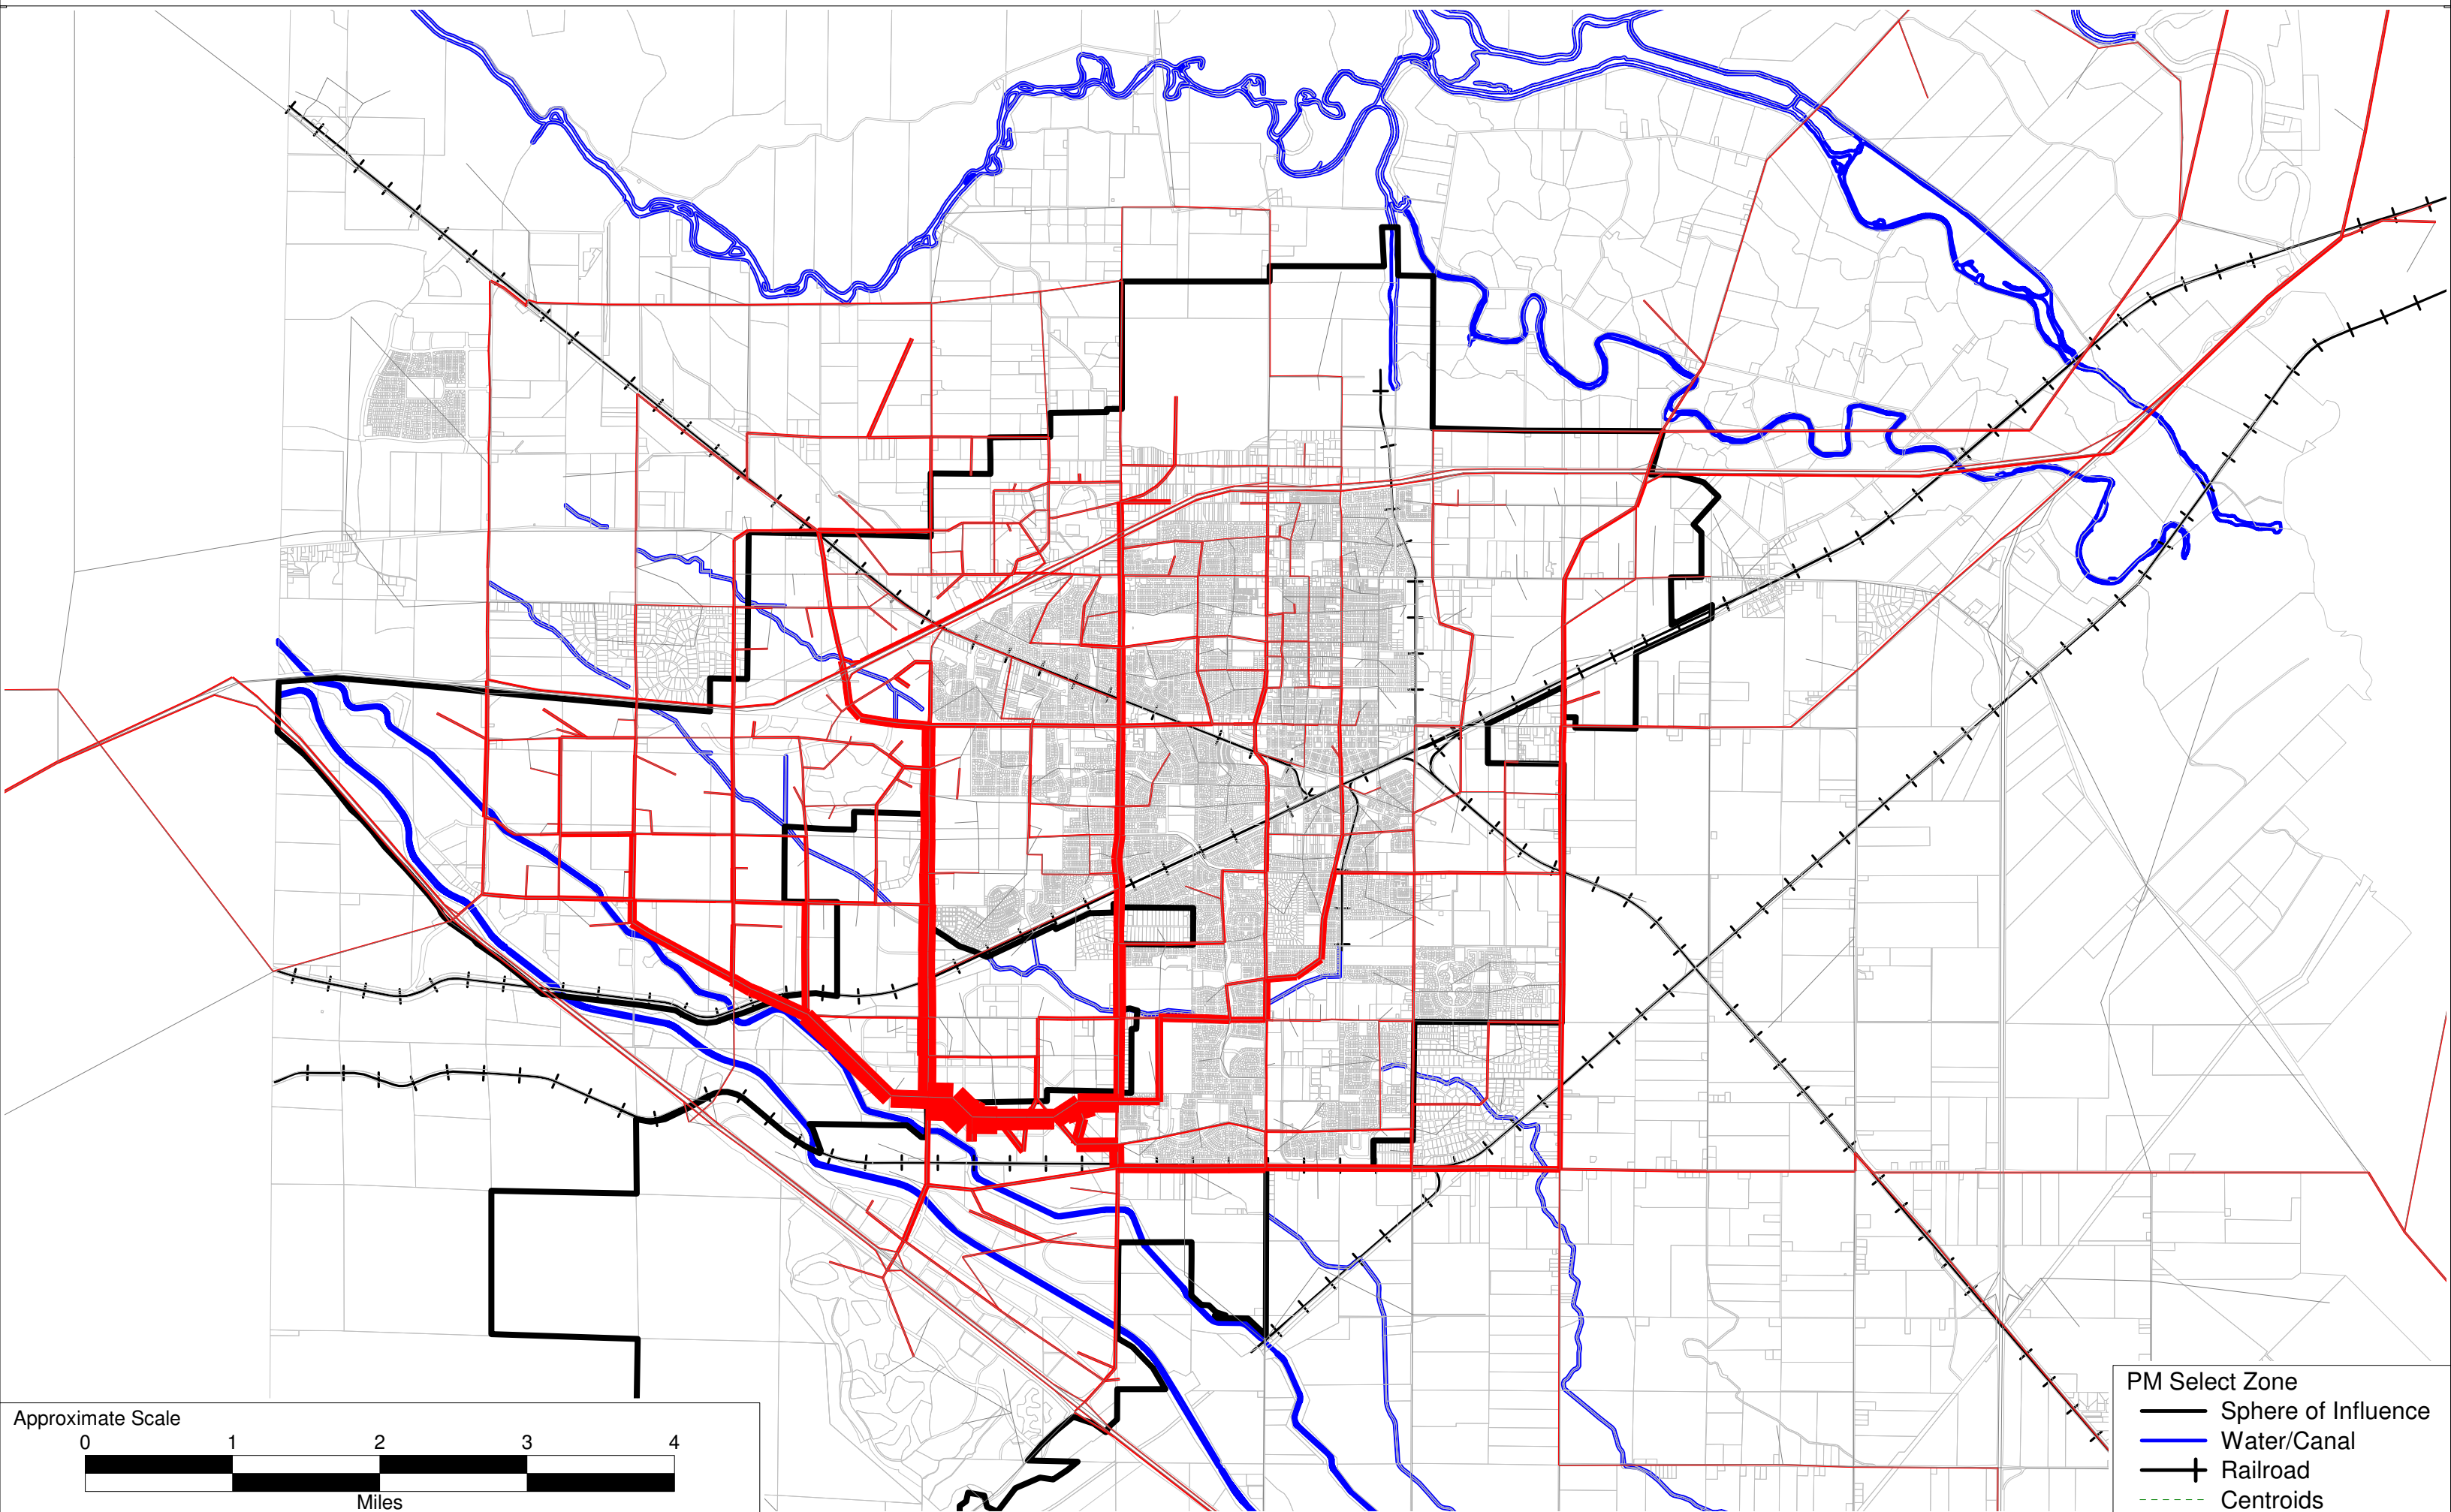 Approximate Scale
0 1 2 3 4
Miles
PM Select Zone
Sphere of Influence
Water/Canal
Railroad
Centroids